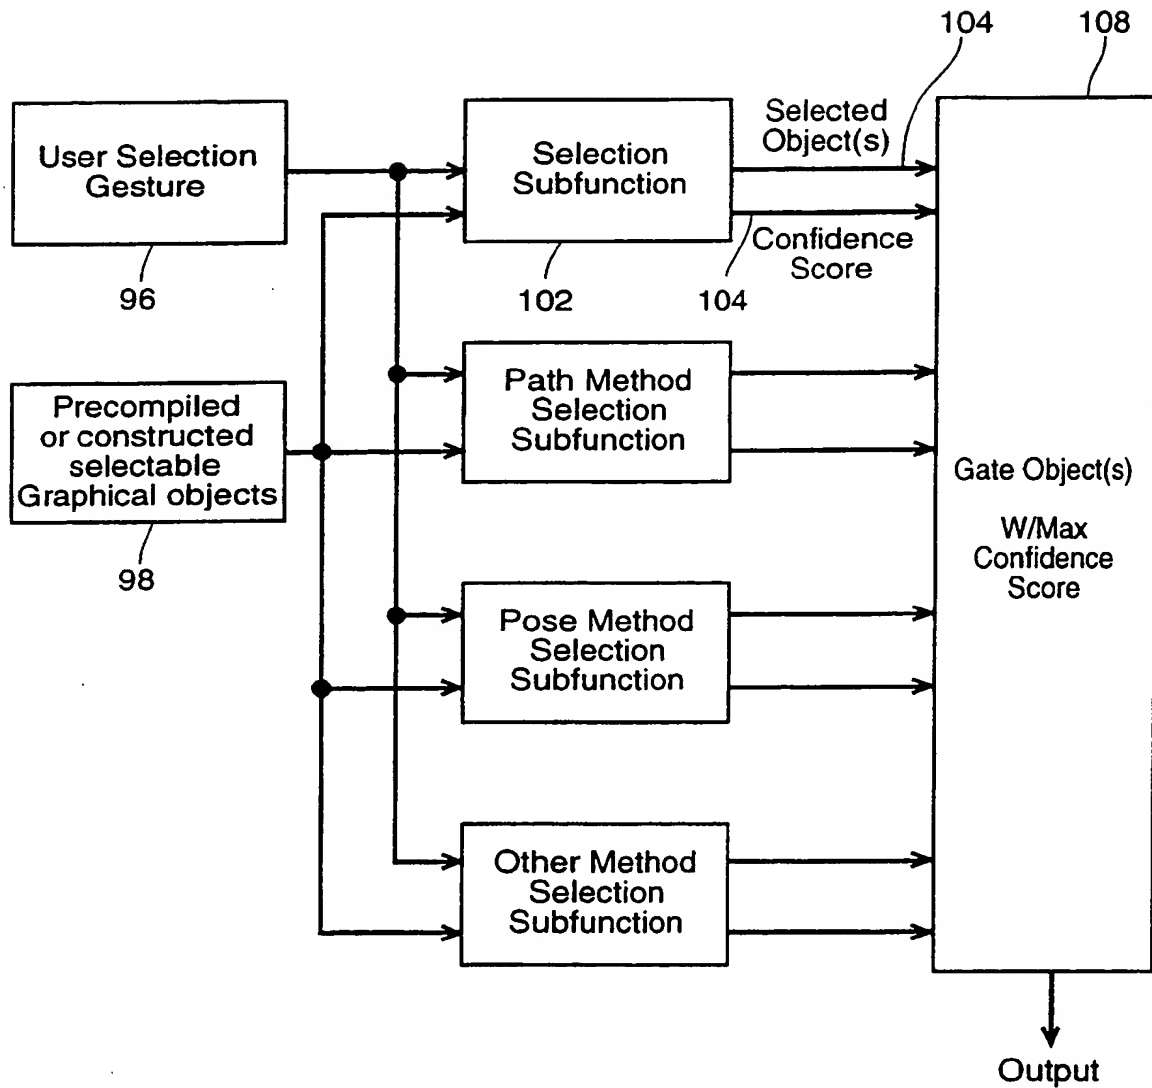 104
108
User Selection
Gesture
Selection
Subfunction
Selected
Object(s)
Confidence
Score
96
102
104
Precompiled
or constructed
selectable
Graphical objects
98
Path Method
Selection
Subfunction
Gate Object(s)
W/Max
Confidence
Score
Pose Method
Selection
Subfunction
Other Method
Selection
Subfunction
Output